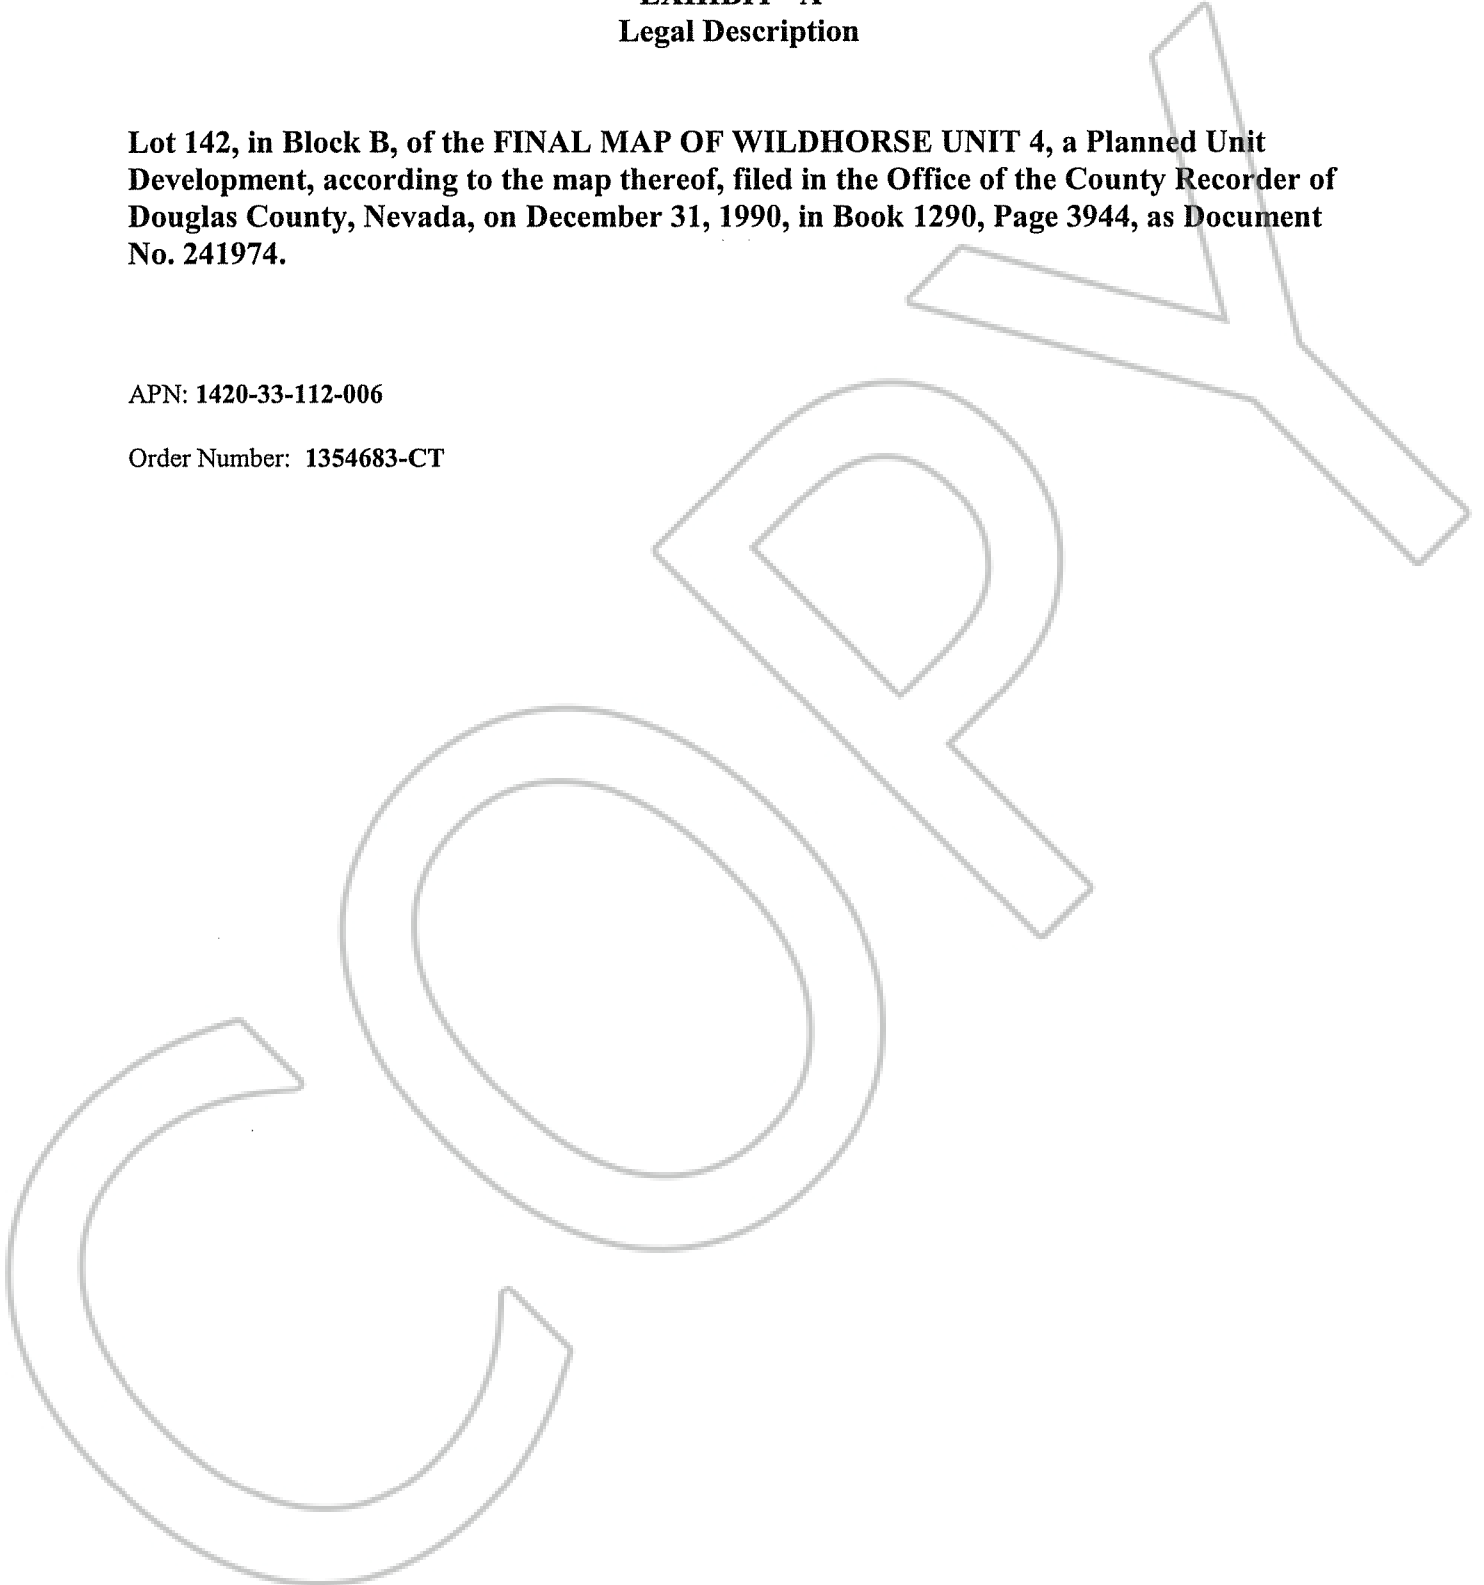 EXHIBIT "A"
Legal Description
Lot 142, in Block B, of the FINAL MAP OF WILDHORSE UNIT 4, a Planned Unit
Development, according to the map thereof, filed in the Office of the County Recorder of
Douglas County, Nevada, on December 31, 1990, in Book 1290, Page 3944, as Document
No. 241974.
APN: 1420-33-112-006
Order Number: 1354683-CT
COPY